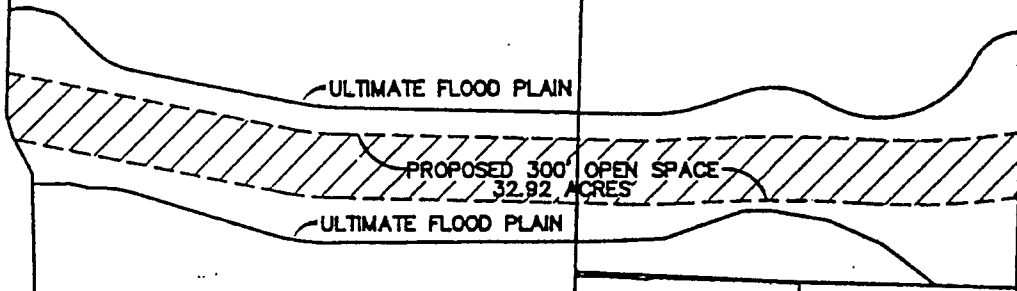 ULTIMATE FLOOD PLAIN
PROPOSED 300' OPEN SPACE
32.92 ACRES
ULTIMATE FLOOD PLAIN